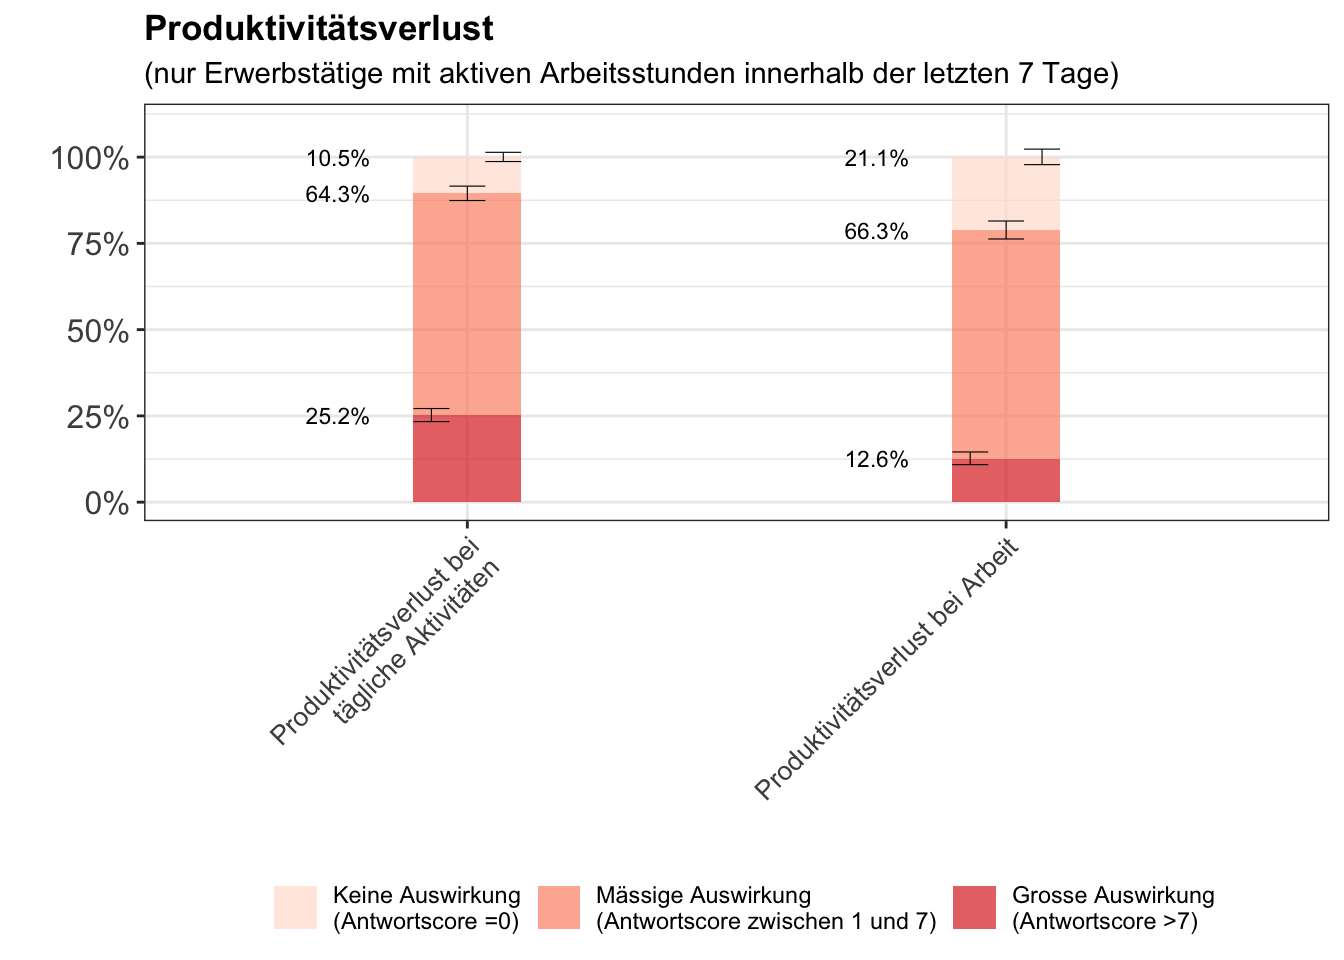 Produktivitätsverlust
(nur Erwerbstätige mit aktiven Arbeitsstunden innerhalb der letzten 7 Tage)
100%
75%
50%
25%
0%
10.5%
64.3%
25.2%
21.1%
66.3%
12.6%
Produktivitätsverlust bei
tägliche Aktivitäten
Produktivitätsverlust bei Arbeit
Keine Auswirkung
(Antwortscore =0)
Mässige Auswirkung
(Antwortscore zwischen 1 und 7)
Grosse Auswirkung
(Antwortscore >7)